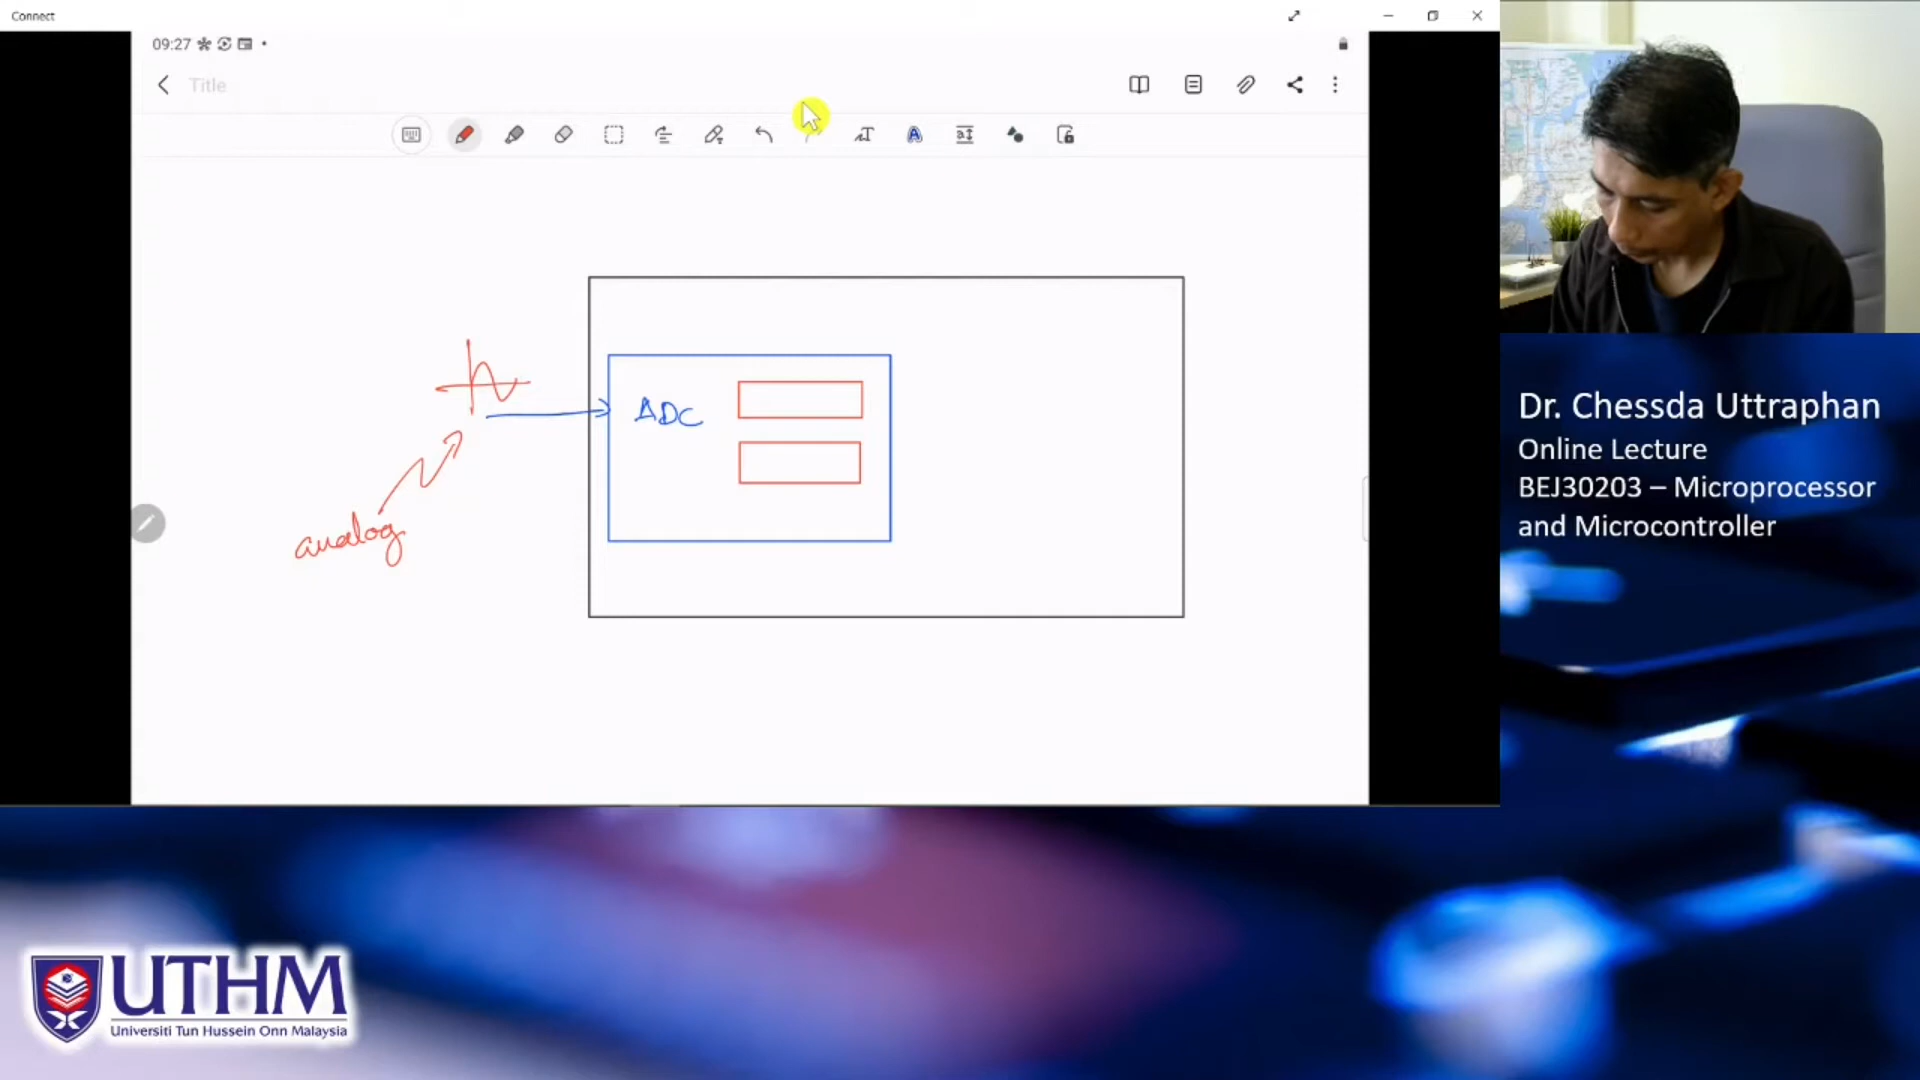 Connect
09:27
Title
ADC
analog
Dr. Chessda Uttraphan
Online Lecture
BEJ30203 – Microprocessor
and Microcontroller
UTHM
Universiti Tun Hussein Onn Malaysia